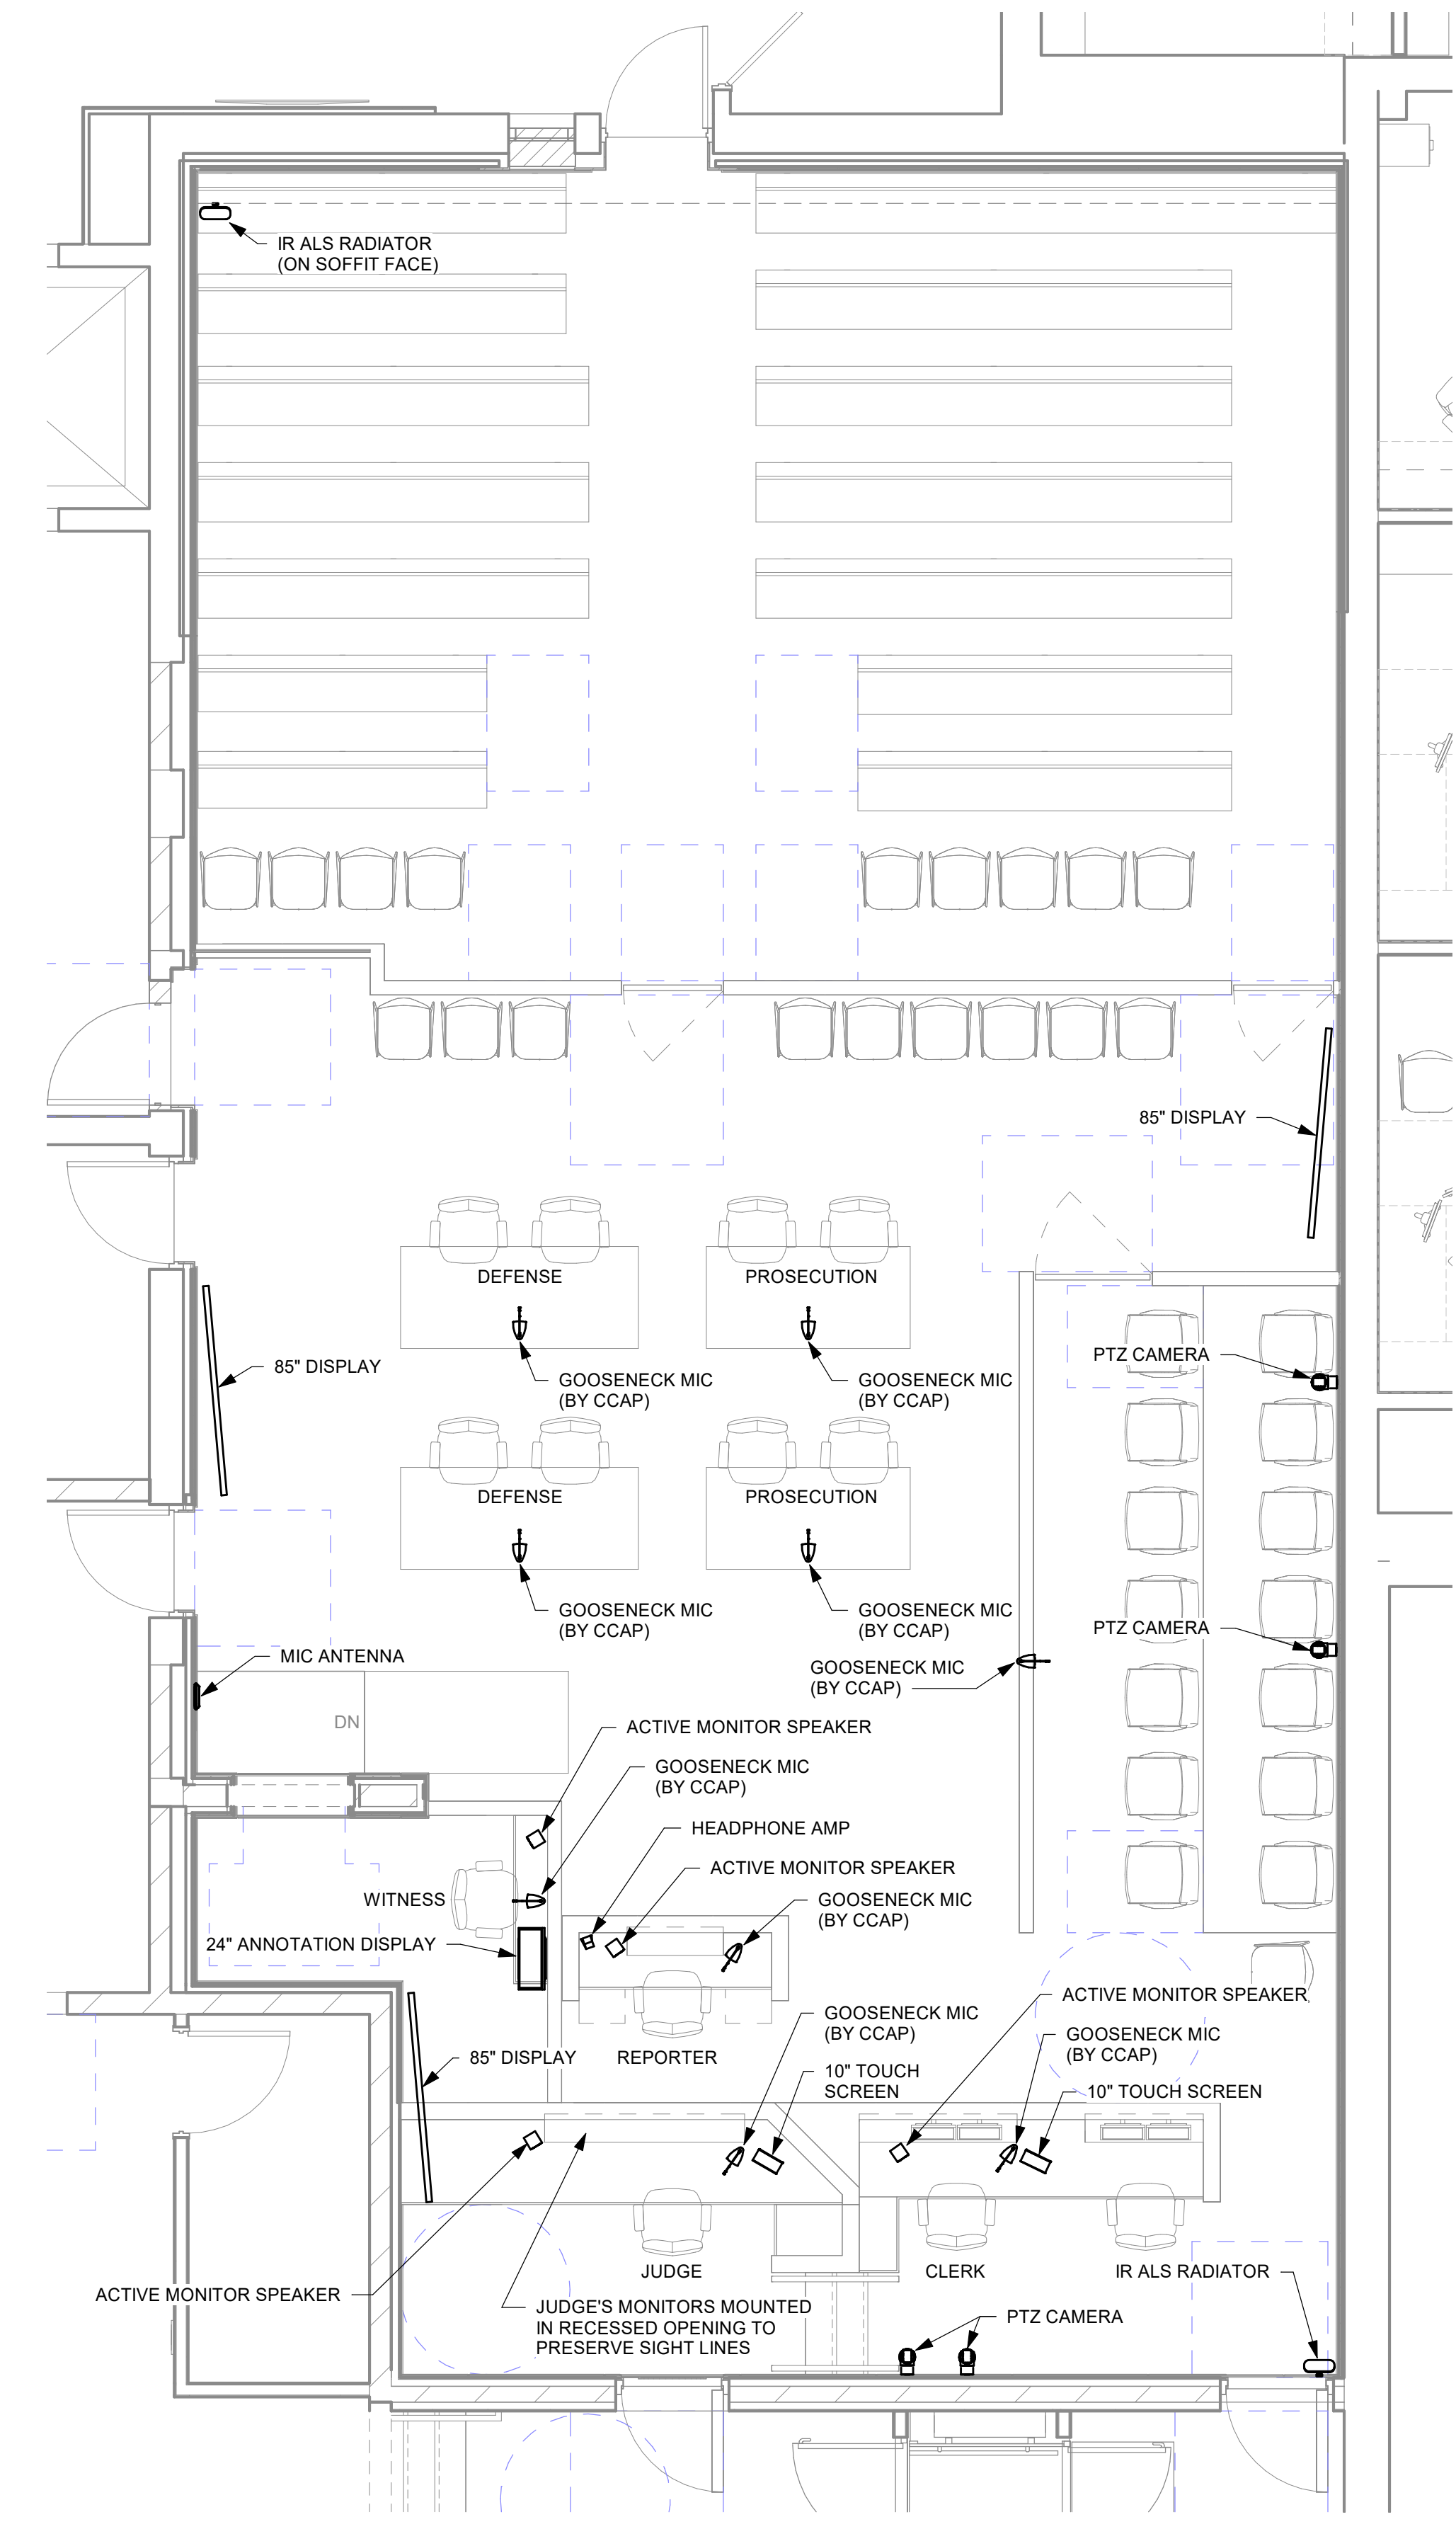 IR ALS RADIATOR
(ON SOFFIT FACE)
85" DISPLAY
DEFENSE
PROSECUTION
PTZ CAMERA
85" DISPLAY
GOOSENECK MIC
(BY CCAP)
GOOSENECK MIC
(BY CCAP)
DEFENSE
PROSECUTION
GOOSENECK MIC
(BY CCAP)
GOOSENECK MIC
(BY CCAP)
PTZ CAMERA
MIC ANTENNA
GOOSENECK MIC
(BY CCAP)
DN
ACTIVE MONITOR SPEAKER
GOOSENECK MIC
(BY CCAP)
HEADPHONE AMP
ACTIVE MONITOR SPEAKER
WITNESS
GOOSENECK MIC
(BY CCAP)
24" ANNOTATION DISPLAY
ACTIVE MONITOR SPEAKER
GOOSENECK MIC
(BY CCAP)
GOOSENECK MIC
(BY CCAP)
85" DISPLAY
REPORTER
10" TOUCH
SCREEN
10" TOUCH SCREEN
JUDGE
CLERK
IR ALS RADIATOR
ACTIVE MONITOR SPEAKER
JUDGE'S MONITORS MOUNTED
IN RECESSED OPENING TO
PRESERVE SIGHT LINES
PTZ CAMERA